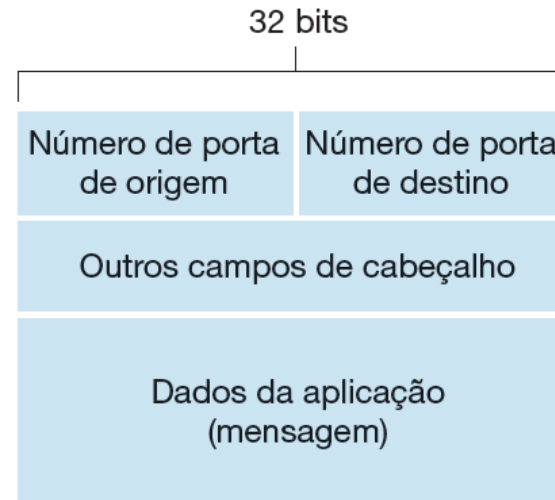 32 bits
Número de porta
de origem
Número de porta
de destino
Outros campos de cabeçalho
Dados da aplicação
(mensagem)